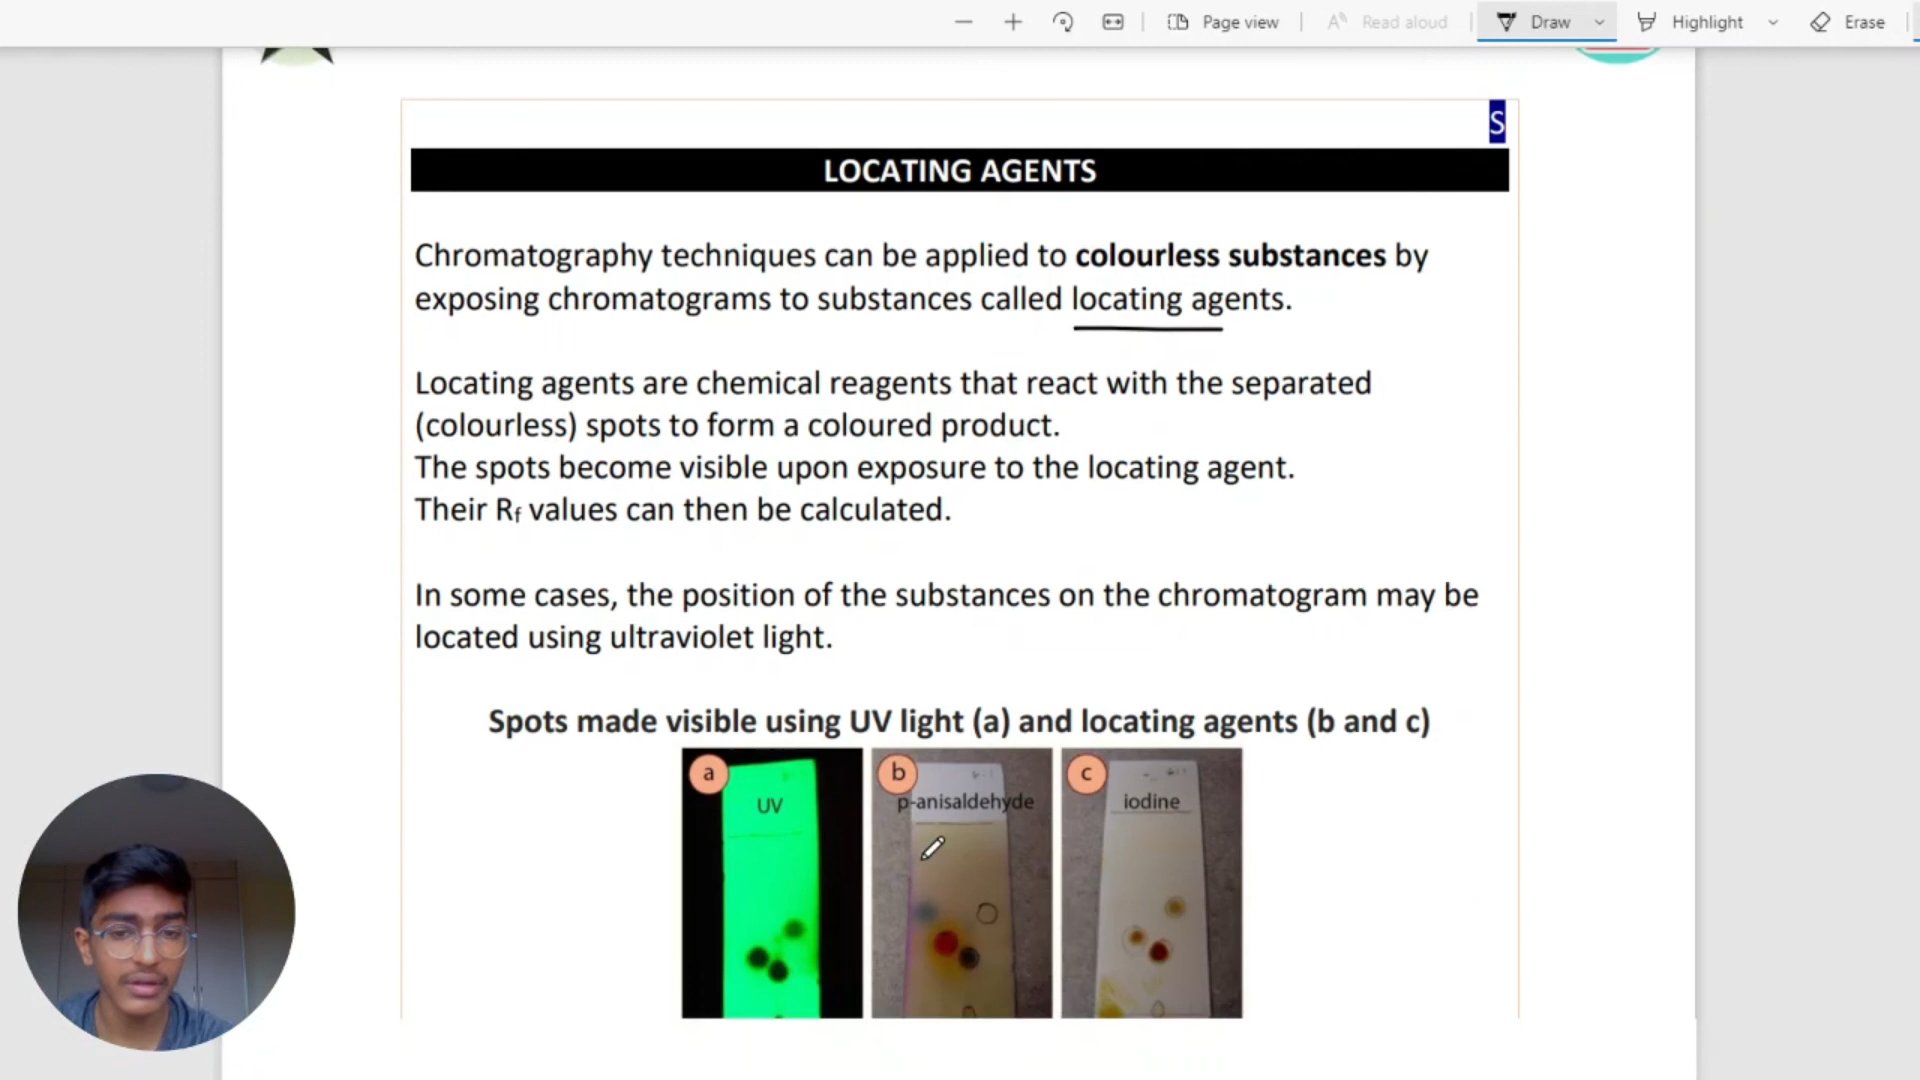 Page view
Read aloud
Draw
Highlight
Erase
S
LOCATING AGENTS
Chromatography techniques can be applied to colourless substances by
exposing chromatograms to substances called locating agents.
Locating agents are chemical reagents that react with the separated
(colourless) spots to form a coloured product.
The spots become visible upon exposure to the locating agent.
Their Rf values can then be calculated.
In some cases, the position of the substances on the chromatogram may be
located using ultraviolet light.
Spots made visible using UV light (a) and locating agents (b and c)
a
UV
b
p-anisaldehyde
c
iodine